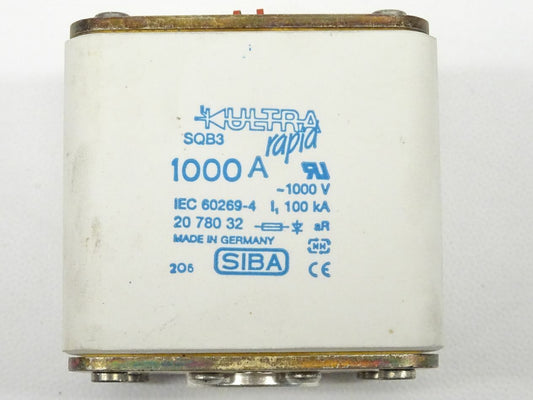 ULTRA
rapid
SQB3
1000 A
~1000 V
IEC 60269-4 I₁ 100 kA
20 780 32 aR
MADE IN GERMANY
206 SIBA CE